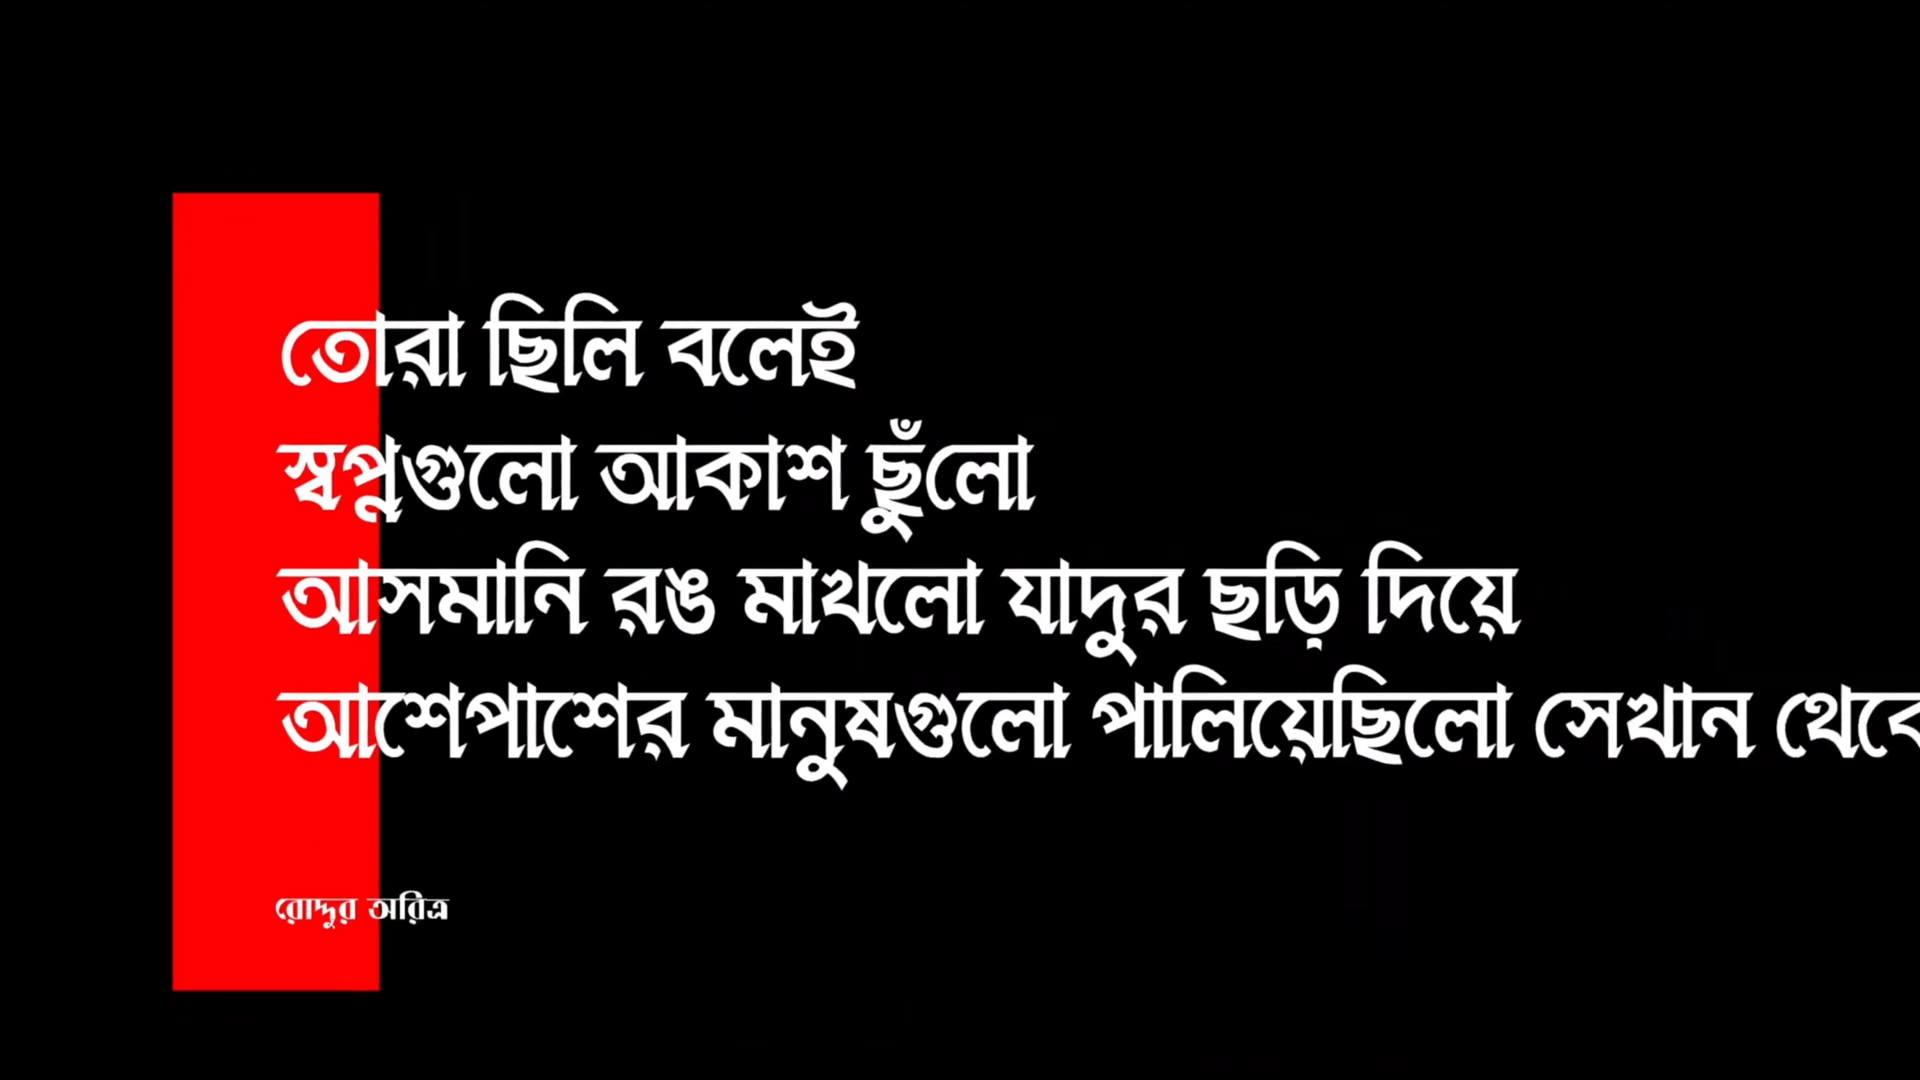 তোরা ছিলি বলেই
স্বপ্নগুলো আকাশ ছুঁলো
আসমানি রঙ মাখলো যাদুর ছড়ি দিয়ে
আশেপাশের মানুষগুলো পালিয়েছিলো সেখান
রোদ্দুর অরিত্র